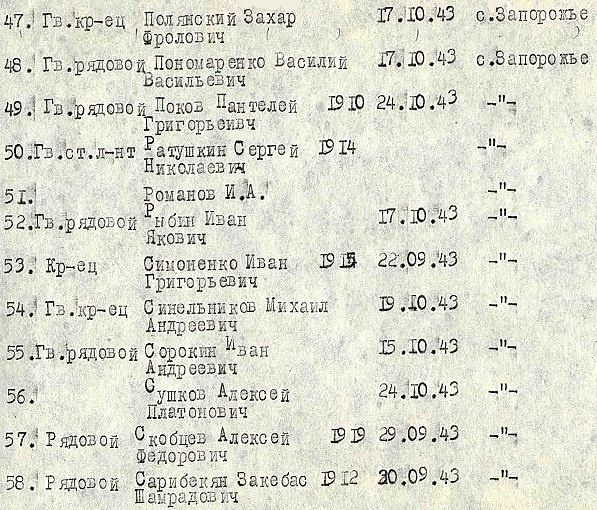 47. Гв.кр-ец Полянский Захар 17.10.43 с.Запорожье
Фролович
48. Гв.рядовой Пономаренко Василий 17.10.43 с.Запорожье
Васильевич
49. Гв.рядовой Поков Пантелей 1910 24.10.43 -"-
Григорьеивч
50.Гв.ст.л-нт Ратушкин Сергей 1914 -"-
Николаевич
51. Романов И.А. -"-
52.Гв.рядовой Рыбин Иван 17.10.43 -"-
Якович
53. Кр-ец Симоненко Иван 1915 22.09.43 -"-
Григорьевич
54. Гв.кр-ец Синельников Михаил 19.10.43 -"-
Андреевич
55.Гв.рядовой Сорокин Иван 15.10.43 -"-
Андреевич
56. Сушков Алексей 24.10.43 -"-
Платонович
57. Рядовой Скобцев Алексей 1919 29.09.43 -"-
Федорович
58. Рядовой Сарибекян Закебас 1912 20.09.43 -"-
Шамрадович